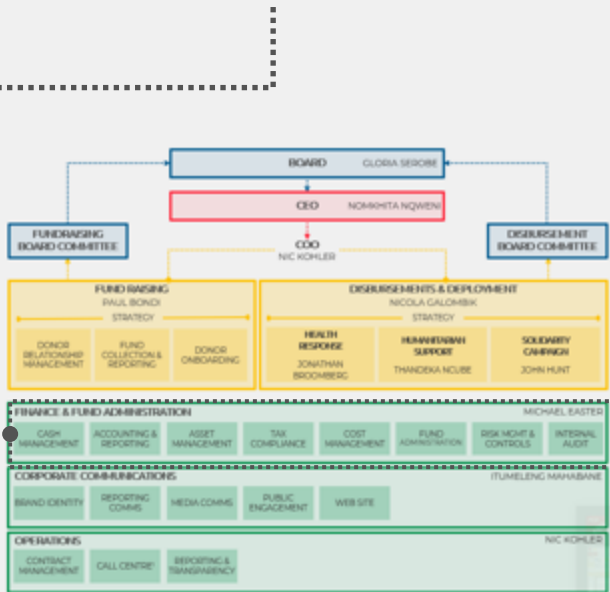 BOARD GLORIA SEROBE
CEO NOMKHITA NQWENI
FUNDRAISING
BOARD COMMITTEE
DISBURSEMENT
BOARD COMMITTEE
COO
NIC KOHLER
FUND RAISING
PAUL BONDI
STRATEGY
DONOR
RELATIONSHIP
MANAGEMENT
FUND
COLLECTION &
REPORTING
DONOR
ONBOARDING
DISBURSEMENTS & DEPLOYMENT
NICOLA GALOMBIK
STRATEGY
HEALTH
RESPONSE
JONATHAN
BROOMBERG
HUMANITARIAN
SUPPORT
THANDEKA NCUBE
SOLIDARITY
CAMPAIGN
JOHN HUNT
FINANCE & FUND ADMINISTRATION MICHAEL EASTER
CASH
MANAGEMENT
ACCOUNTING &
REPORTING
ASSET
MANAGEMENT
TAX
COMPLIANCE
COST
MANAGEMENT
FUND
ADMINISTRATION
RISK MGMT &
CONTROLS
INTERNAL
AUDIT
CORPORATE COMMUNICATIONS ITUMELENG MAHABANE
BRAND IDENTITY
REPORTING
COMMS
MEDIA COMMS
PUBLIC
ENGAGEMENT
WEB SITE
OPERATIONS NIC KOHLER
CONTRACT
MANAGEMENT
CALL CENTRE
REPORTING &
TRANSPARENCY